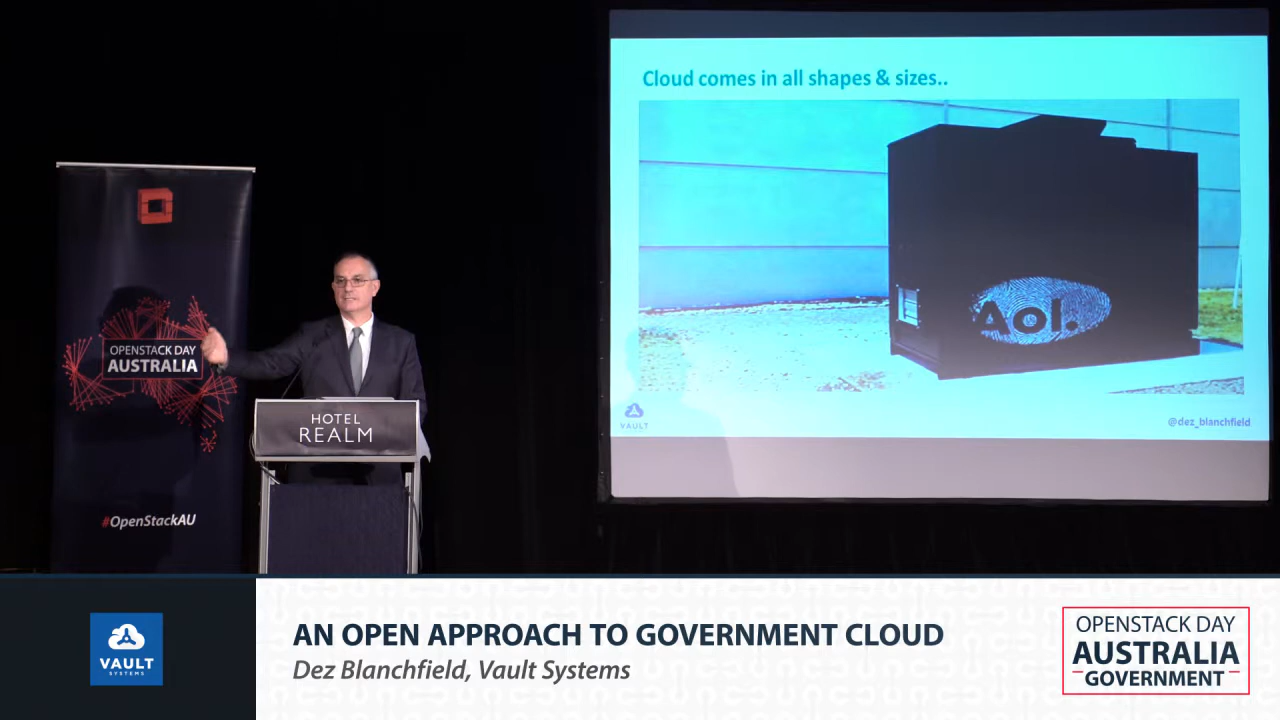 Cloud comes in all shapes & sizes..
Aol.
VAULT
@dez_blanchfield
OPENSTACK DAY
AUSTRALIA
#OpenStackAU
HOTEL
REALM
VAULT
SYSTEMS
AN OPEN APPROACH TO GOVERNMENT CLOUD
Dez Blanchfield, Vault Systems
OPENSTACK DAY
AUSTRALIA
GOVERNMENT